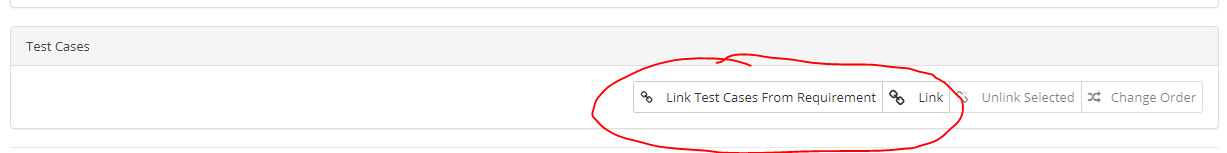 Test Cases
Link Test Cases From Requirement Link Unlink Selected Change Order